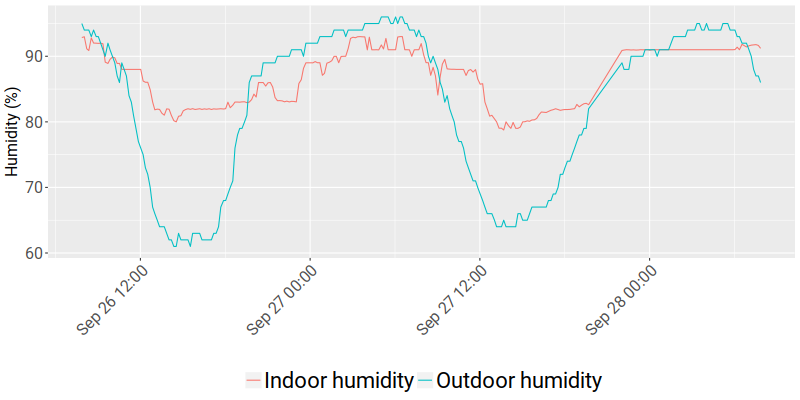 Humidity (%)
90
80
70
60
Sep 26 12:00
Sep 27 00:00
Sep 27 12:00
Sep 28 00:00
Indoor humidity Outdoor humidity